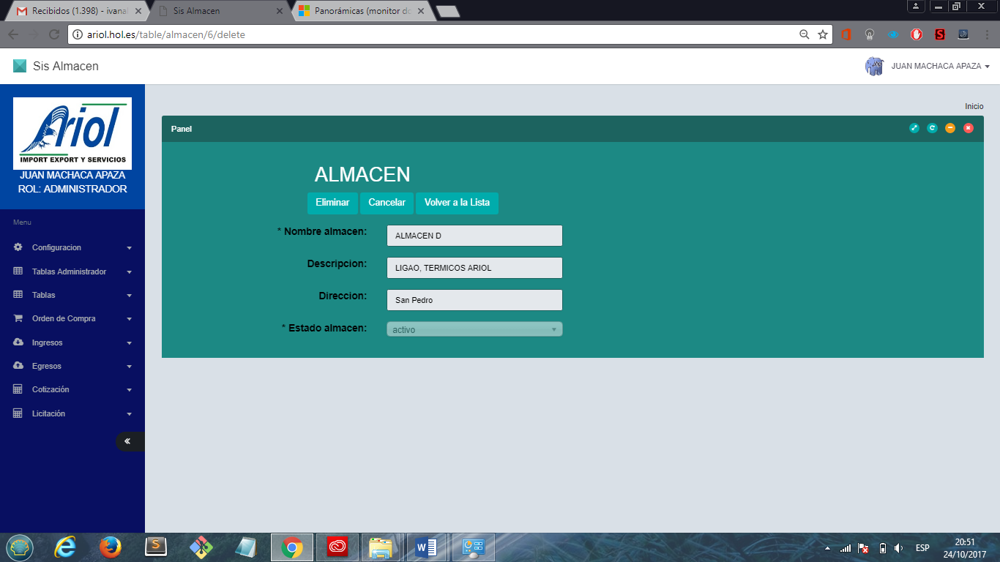 Recibidos (1.398) - ivanal
Sis Almacen
Panorámicas (monitor do
ariol.hol.es/table/almacen/6/delete
Sis Almacen
JUAN MACHACA APAZA
Ariol
IMPORT EXPORT Y SERVICIOS
JUAN MACHACA APAZA
ROL: ADMINISTRADOR
Menu
Configuracion
Tablas Administrador
Tablas
Orden de Compra
Ingresos
Egresos
Cotización
Licitación
Inicio
Panel
ALMACEN
Eliminar
Cancelar
Volver a la Lista
* Nombre almacen: ALMACEN D
Descripcion: LIGAO, TERMICOS ARIOL
Direccion: San Pedro
* Estado almacen: activo
ESP
20:51
24/10/2017